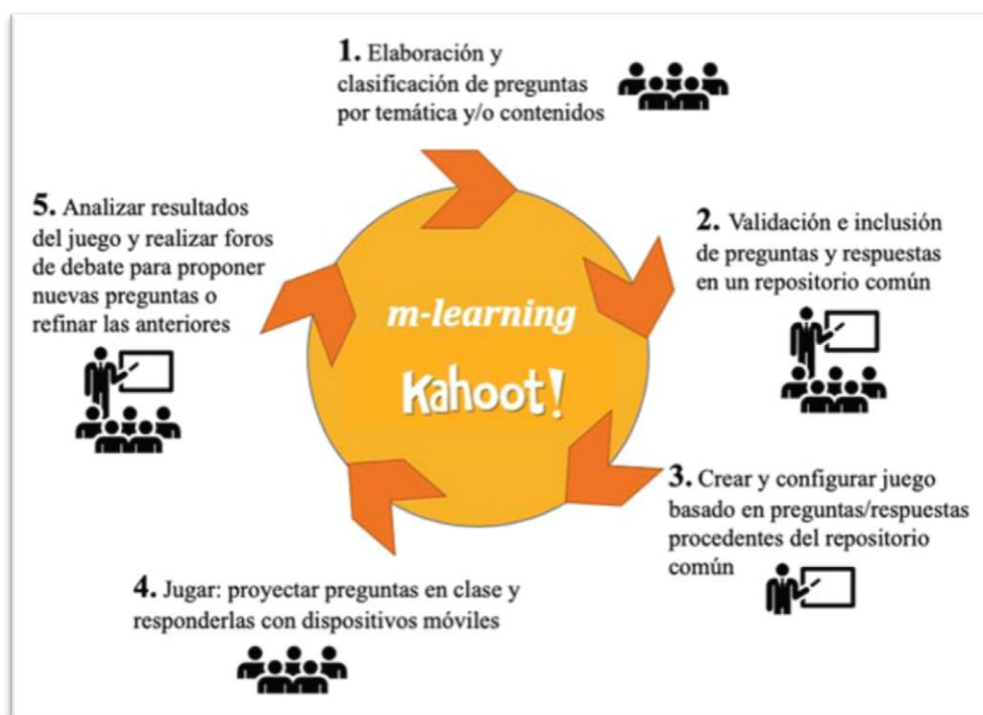 1. Elaboración y
clasificación de preguntas
por temática y/o contenidos
2. Validación e inclusión
de preguntas y respuestas
en un repositorio común
3. Crear y configurar juego
basado en preguntas/respuestas
procedentes del repositorio
común
4. Jugar: proyectar preguntas en clase y
responderlas con dispositivos móviles
5. Analizar resultados
del juego y realizar foros
de debate para proponer
nuevas preguntas o
refinar las anteriores
m-learning
Kahoot!